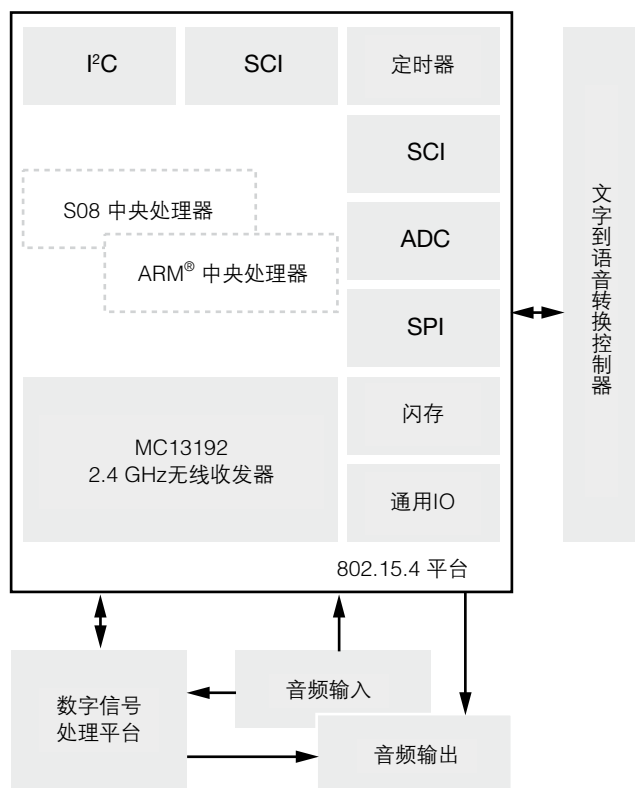 I²C
SCI
定时器
SCI
S08 中央处理器
ARM® 中央处理器
ADC
SPI
MC13192
2.4 GHz无线收发器
闪存
通用IO
802.15.4 平台
文字到语音转换控制器
数字信号
处理平台
音频输入
音频输出